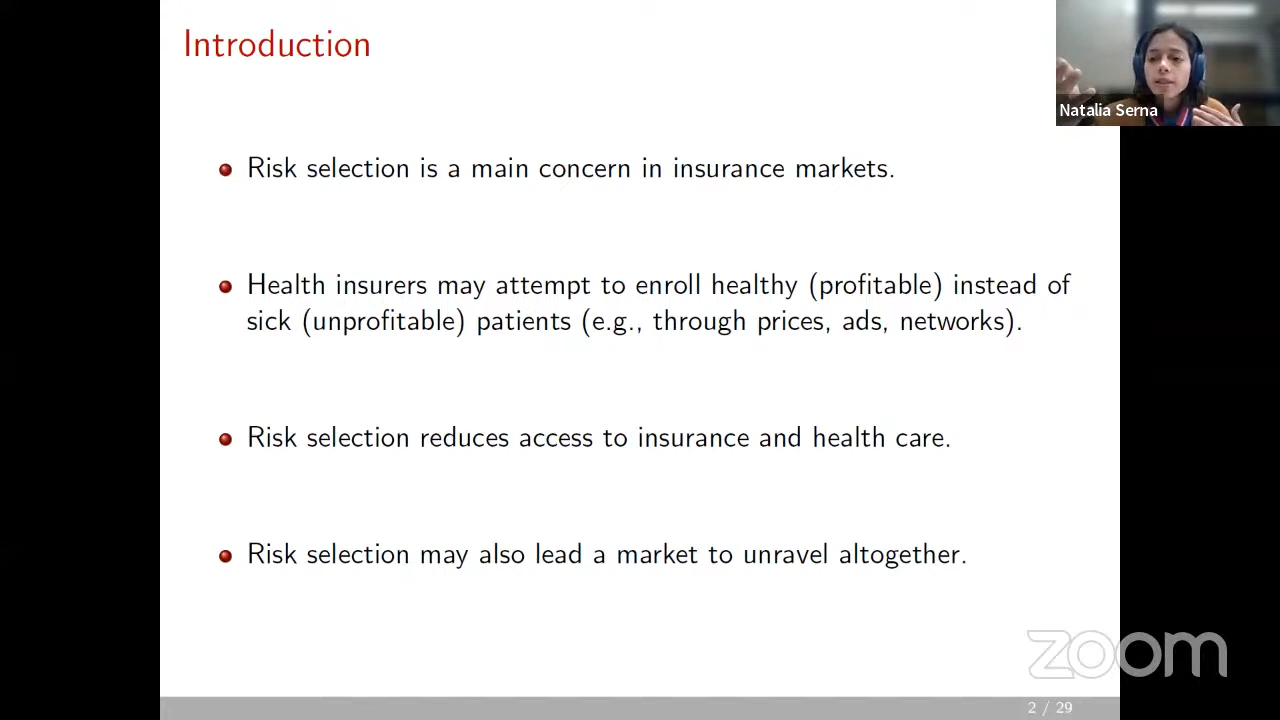 Introduction
Natalia Serna
Risk selection is a main concern in insurance markets.
Health insurers may attempt to enroll healthy (profitable) instead of
sick (unprofitable) patients (e.g., through prices, ads, networks).
Risk selection reduces access to insurance and health care.
Risk selection may also lead a market to unravel altogether.
zoom
2 / 29